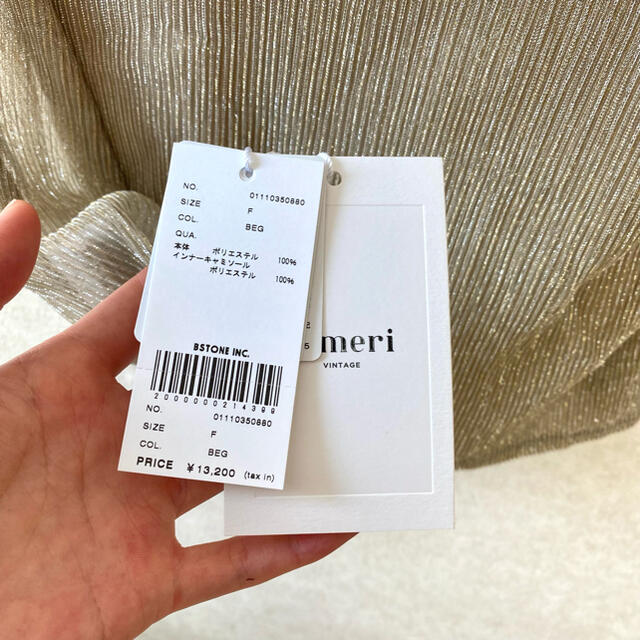 NO. 01110350880
SIZE F
COL. BEG
QUA.
本体 ポリエステル 100%
インナーキャミソール
ポリエステル 100%
BSTONE INC.
2000000214399
NO. 01110350880
SIZE F
COL. BEG
PRICE ¥13,200 (tax in)
2
5
meri
VINTAGE